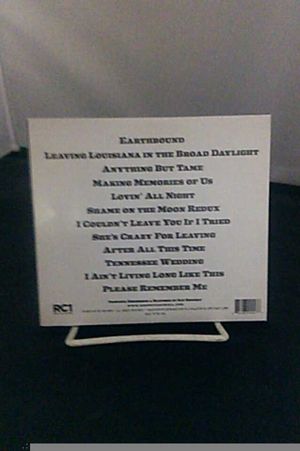 Earthbound
Leaving Louisiana in the Broad Daylight
Anything But Tame
Making Memories of Us
Lovin' All Night
Shame on the Moon Redux
I Couldn't Leave You If I Tried
She's Crazy For Leaving
After All This Time
Tennessee Wedding
I Ain't Living Long Like This
Please Remember Me
RC1